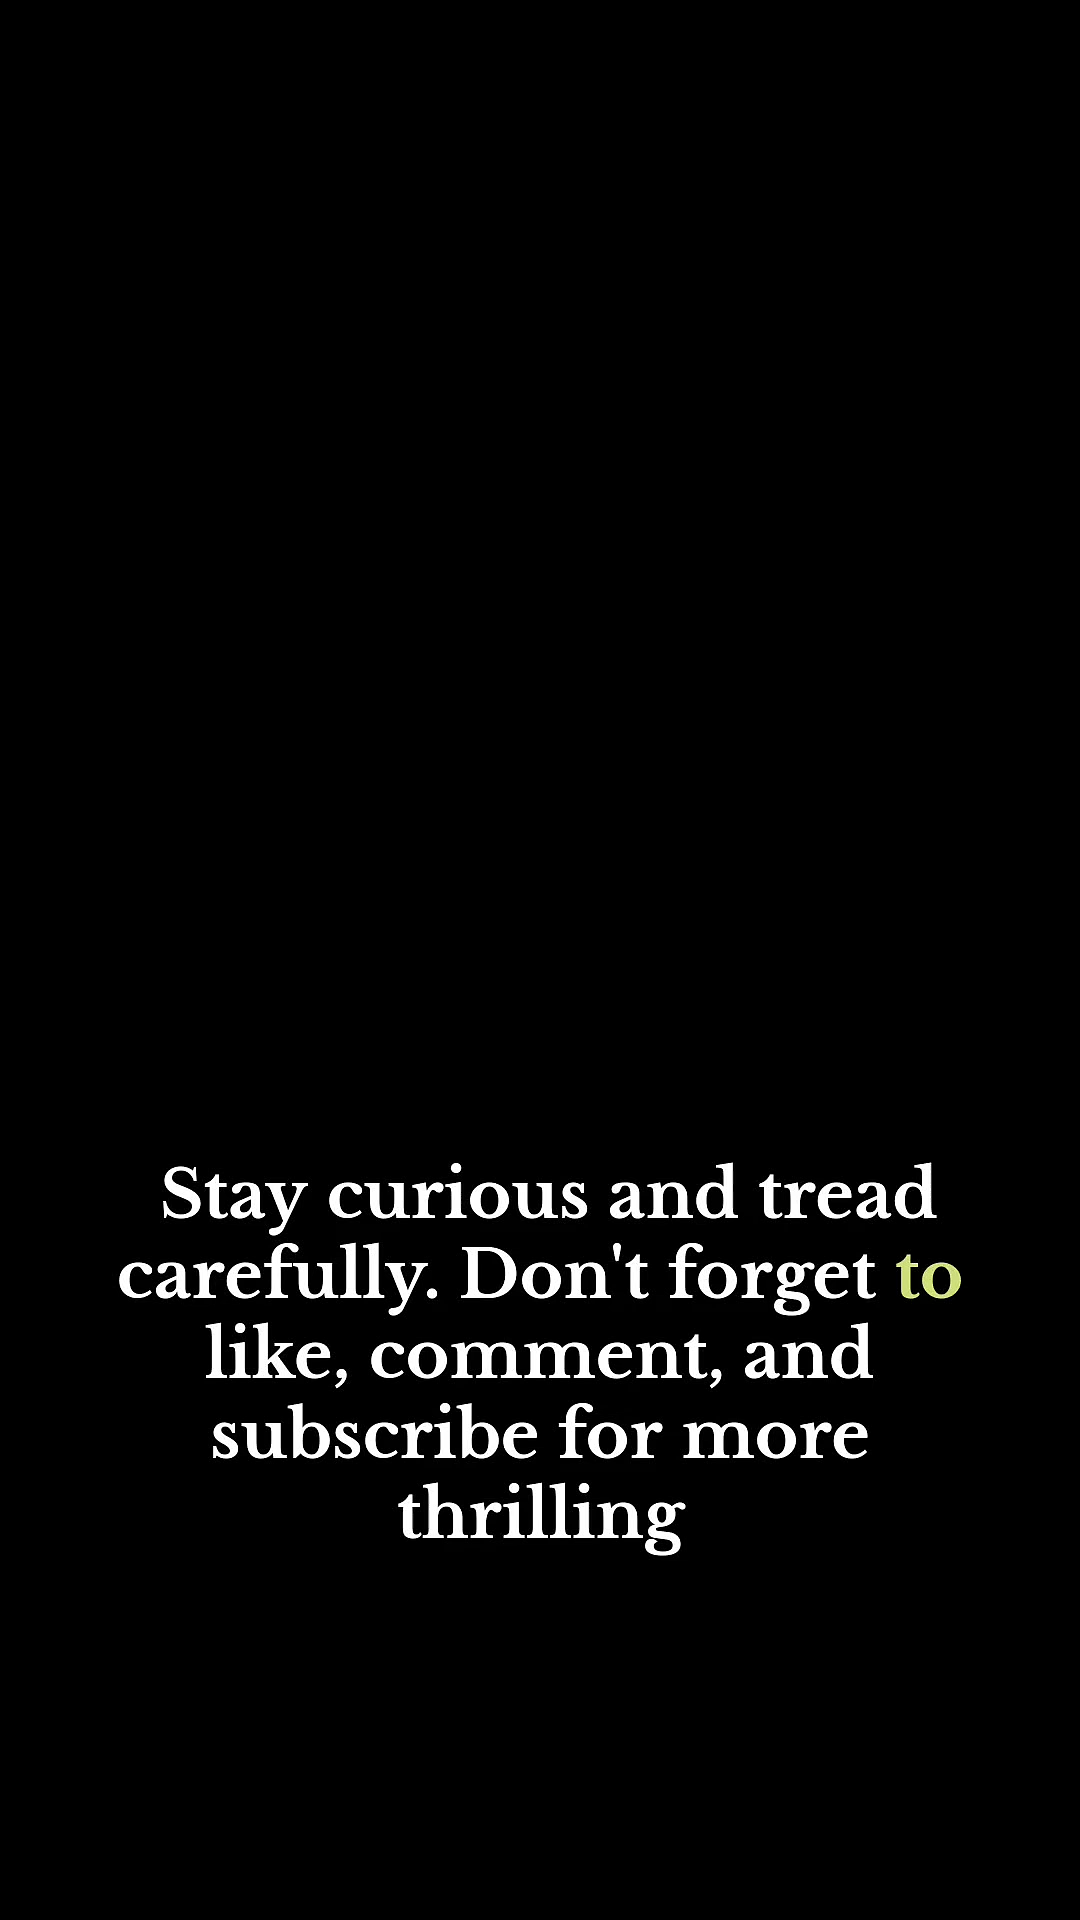 Stay curious and tread
carefully. Don't forget to
like, comment, and
subscribe for more
thrilling